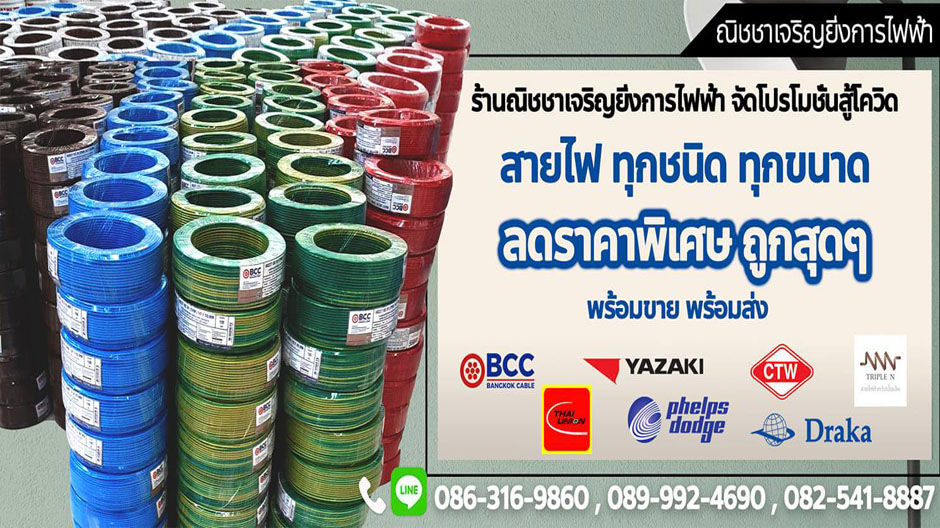 ณิชชาเจริญยิ่งการไฟฟ้า
ร้านณิชชาเจริญยิ่งการไฟฟ้า จัดโปรโมชั่นสู้โควิด
สายไฟ ทุกชนิด ทุกขนาด
ลดราคาพิเศษ ถูกสุดๆ
พร้อมขาย พร้อมส่ง
BCC
BANGKOK CABLE
YAZAKI
CTW
TRIPLE N
THAI UNION
phelps dodge
Draka
LINE
086-316-9860 , 089-992-4690 , 082-541-8887
BCC
BCC
BCC